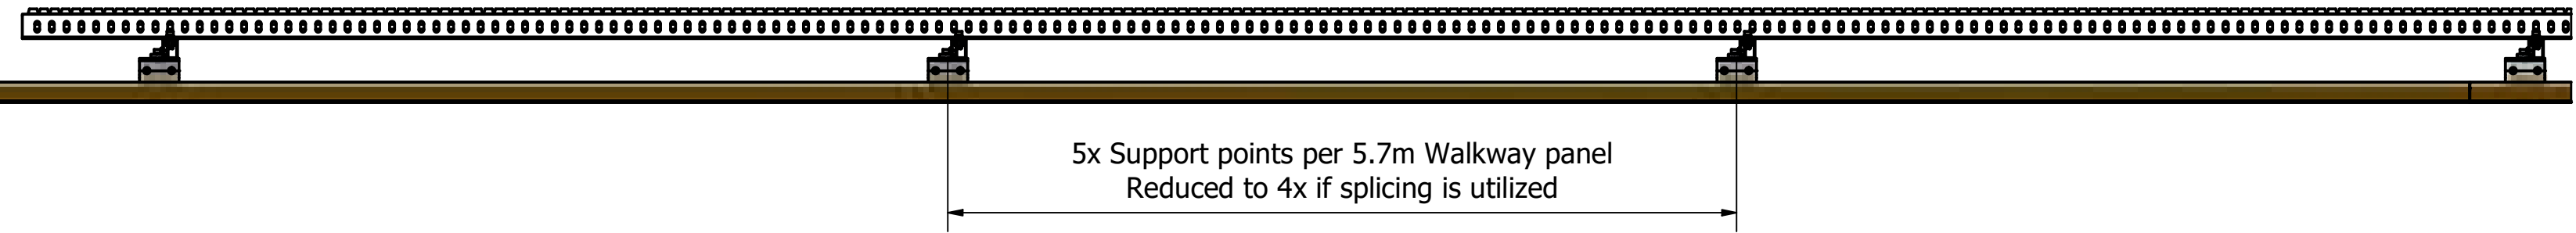 5x Support points per 5.7m Walkway panel
Reduced to 4x if splicing is utilized